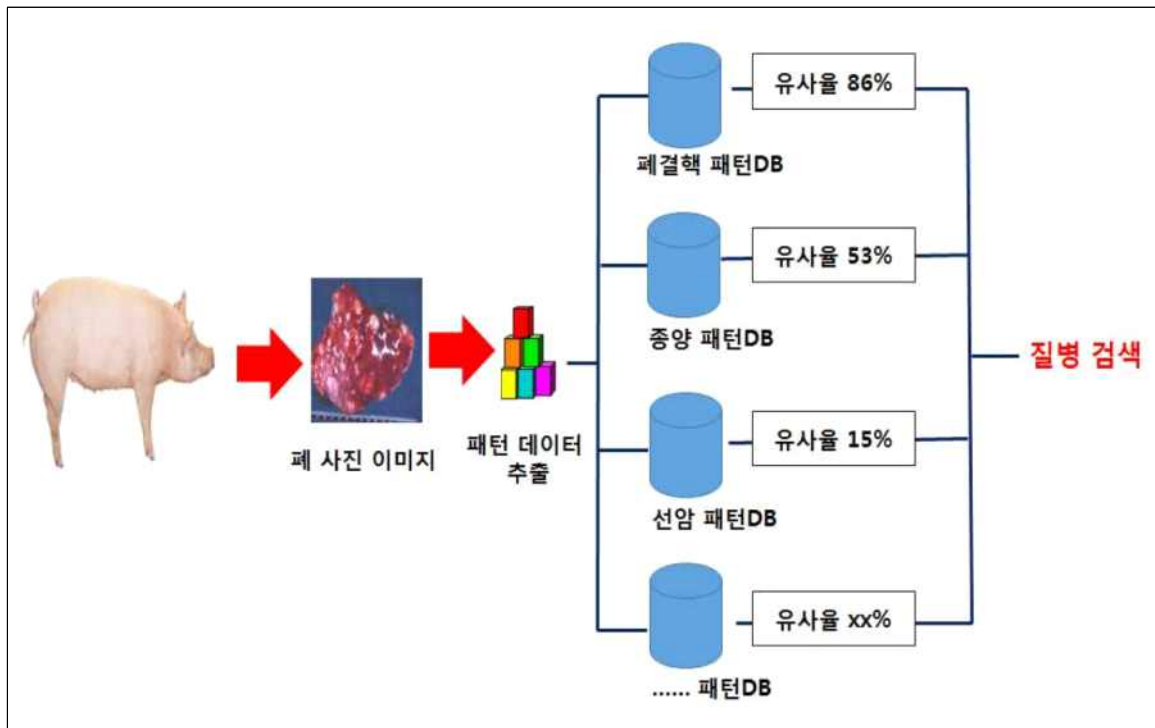 유사율 86%
폐결핵 패턴DB
유사율 53%
종양 패턴DB
폐 사진 이미지
패턴 데이터
추출
유사율 15%
선암 패턴DB
유사율 xx%
...... 패턴DB
질병 검색